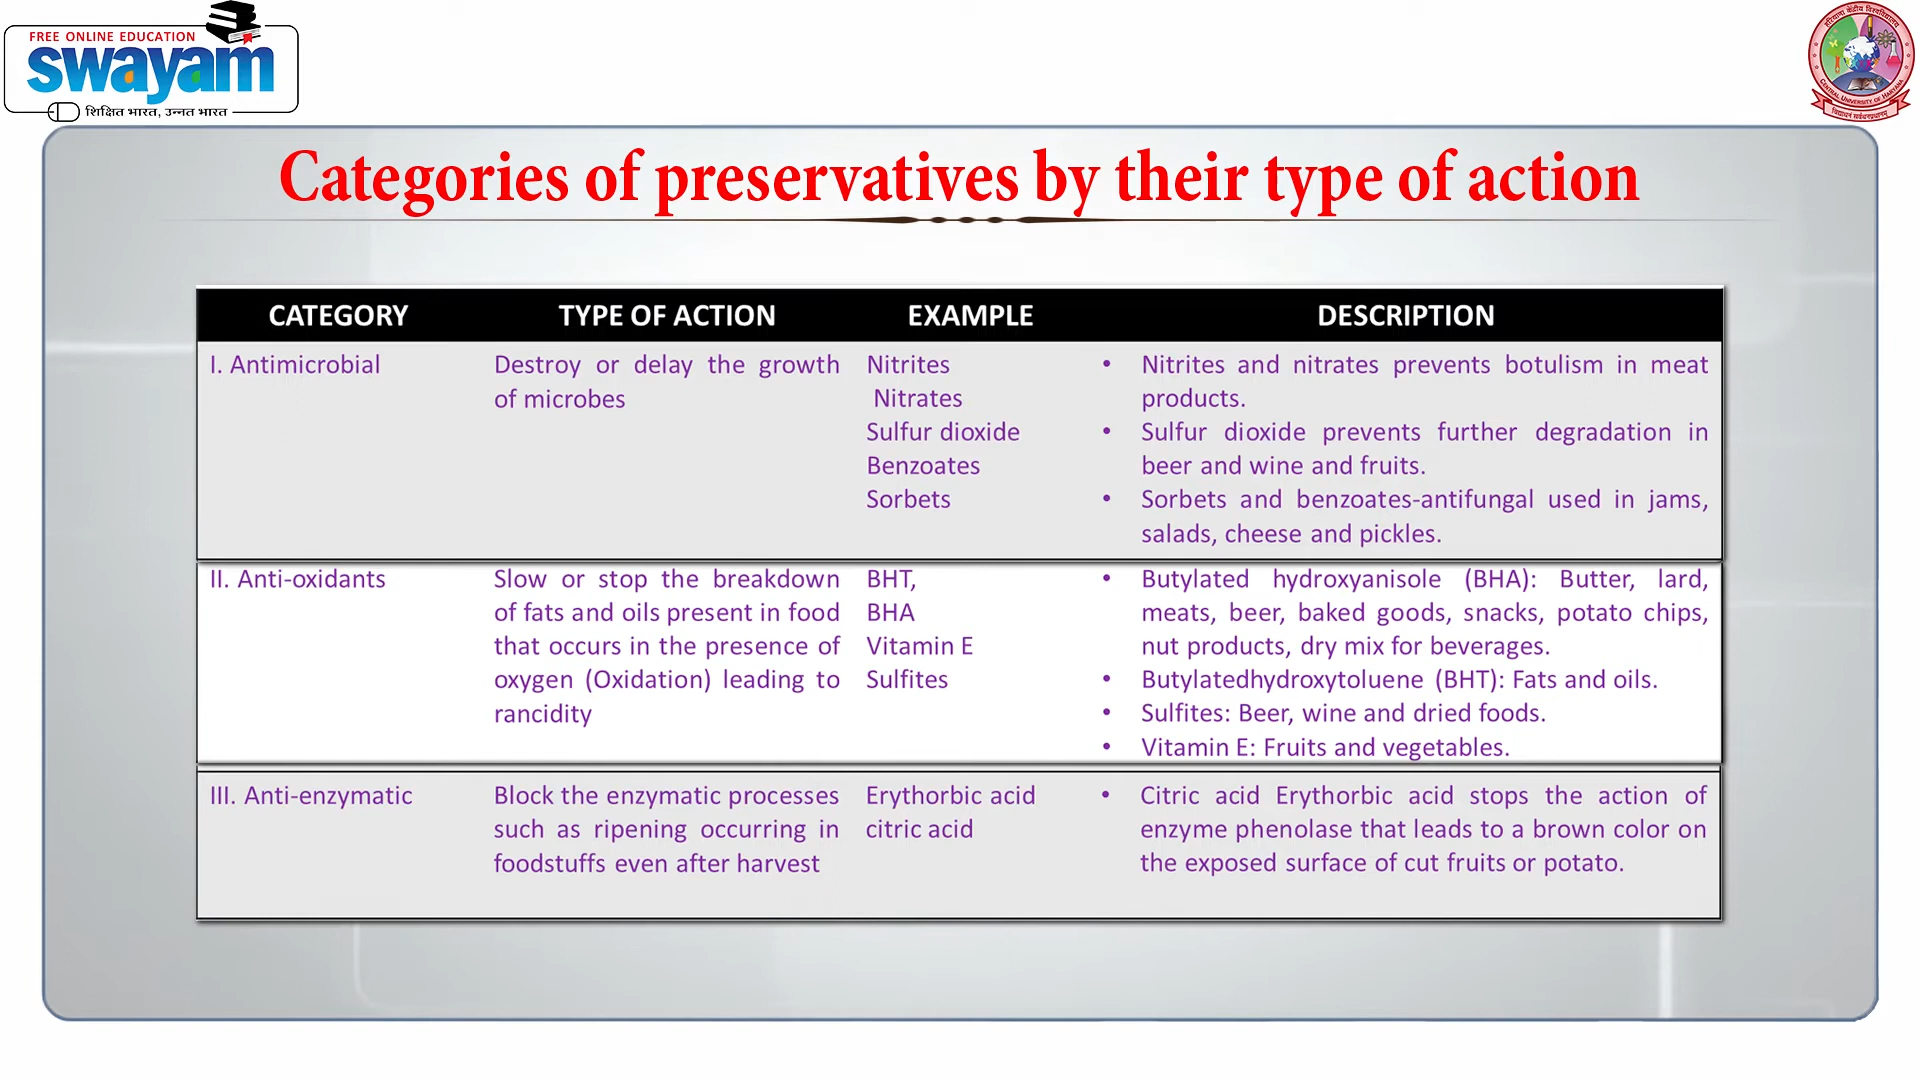 FREE ONLINE EDUCATION
swayam
शिक्षित भारत, उन्नत भारत
हरियाणा केंद्रीय विश्वविद्यालय
CENTRAL UNIVERSITY OF HARYANA
Categories of preservatives by their type of action
CATEGORY TYPE OF ACTION EXAMPLE DESCRIPTION
I. Antimicrobial
Destroy or delay the growth
of microbes
Nitrites
Nitrates
Sulfur dioxide
Benzoates
Sorbets
• Nitrites and nitrates prevents botulism in meat
products.
• Sulfur dioxide prevents further degradation in
beer and wine and fruits.
• Sorbets and benzoates-antifungal used in jams,
salads, cheese and pickles.
II. Anti-oxidants
Slow or stop the breakdown
of fats and oils present in food
that occurs in the presence of
oxygen (Oxidation) leading to
rancidity
BHT,
BHA
Vitamin E
Sulfites
• Butylated hydroxyanisole (BHA): Butter, lard,
meats, beer, baked goods, snacks, potato chips,
nut products, dry mix for beverages.
• Butylatedhydroxytoluene (BHT): Fats and oils.
• Sulfites: Beer, wine and dried foods.
• Vitamin E: Fruits and vegetables.
III. Anti-enzymatic
Block the enzymatic processes
such as ripening occurring in
foodstuffs even after harvest
Erythorbic acid
citric acid
• Citric acid Erythorbic acid stops the action of
enzyme phenolase that leads to a brown color on
the exposed surface of cut fruits or potato.